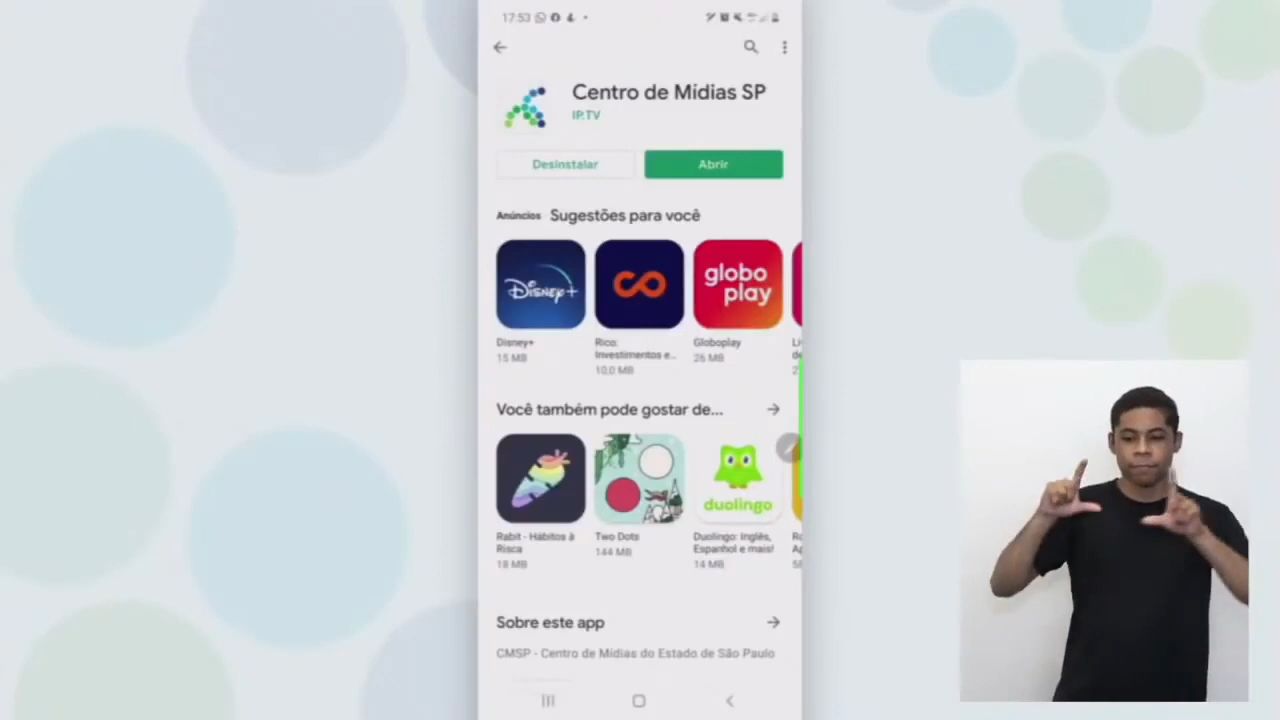 17.53
Centro de Mídias SP
IP.TV
Desinstalar
Abrir
Anúncios Sugestões para você
Disney+
globo
play
Disney+
15 MB
Rico:
Investimentos e...
10,0 MB
Globoplay
26 MB
Você também pode gostar de...
duolingo
Rabit - Hábitos à
Risca
18 MB
Two Dots
144 MB
Duolingo: Inglês,
Espanhol e mais!
14 MB
Sobre este app
CMSP - Centro de Mídias do Estado de São Paulo